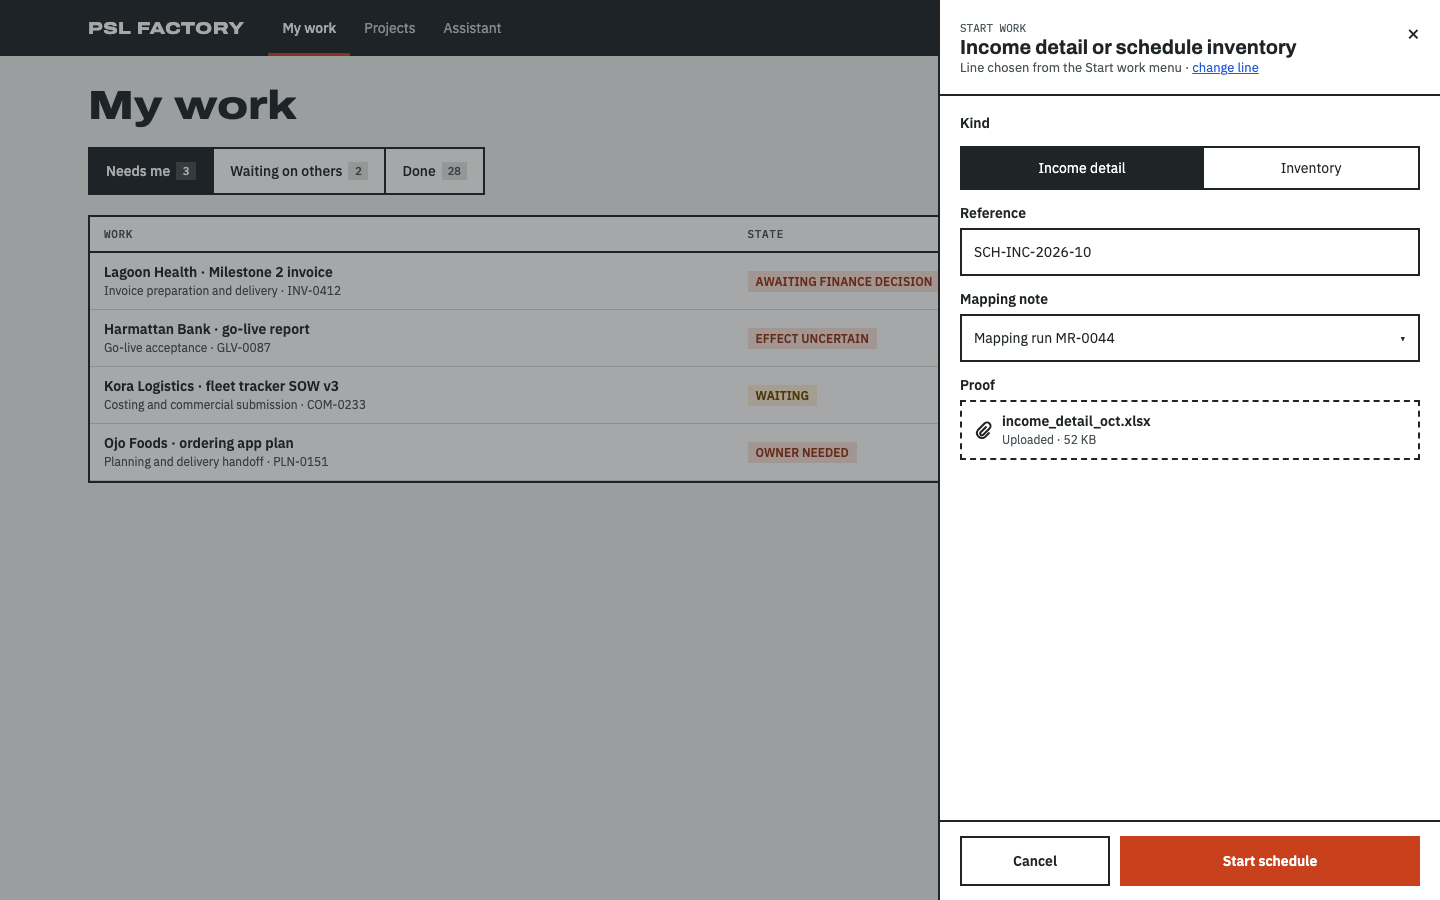 PSL FACTORY
My work
Projects
Assistant
My work
Needs me 3
Waiting on others 2
Done 28
WORK
STATE
Lagoon Health · Milestone 2 invoice
Invoice preparation and delivery · INV-0412
AWAITING FINANCE DECISION
Harmattan Bank · go-live report
Go-live acceptance · GLV-0087
EFFECT UNCERTAIN
Kora Logistics · fleet tracker SOW v3
Costing and commercial submission · COM-0233
WAITING
Ojo Foods · ordering app plan
Planning and delivery handoff · PLN-0151
OWNER NEEDED
START WORK
Income detail or schedule inventory
Line chosen from the Start work menu · change line
Kind
Income detail
Inventory
Reference
SCH-INC-2026-10
Mapping note
Mapping run MR-0044
Proof
income_detail_oct.xlsx
Uploaded · 52 KB
Cancel
Start schedule